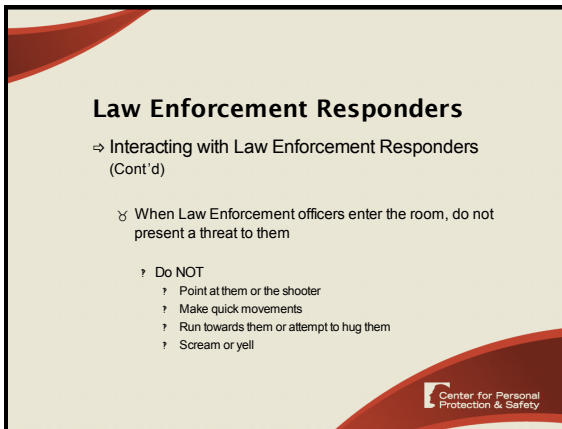 Law Enforcement Responders
⇨ Interacting with Law Enforcement Responders
(Cont'd)
♉ When Law Enforcement officers enter the room, do not
present a threat to them
‽ Do NOT
‽ Point at them or the shooter
‽ Make quick movements
‽ Run towards them or attempt to hug them
‽ Scream or yell
Center for Personal
Protection & Safety